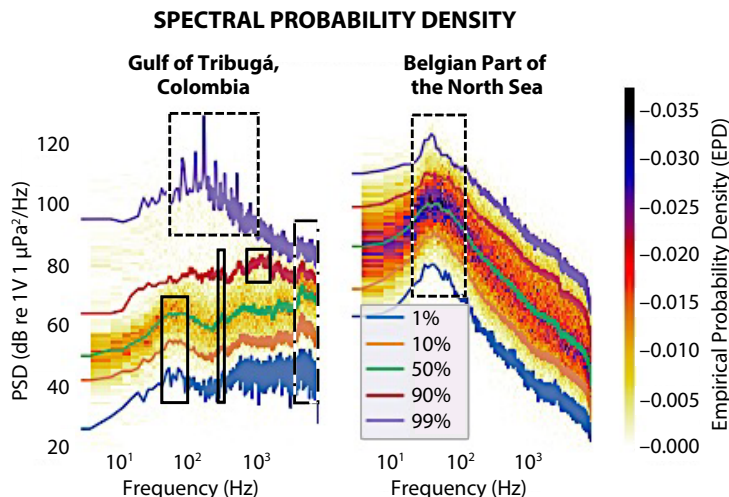 SPECTRAL PROBABILITY DENSITY
Gulf of Tribugá,
Colombia
Belgian Part of
the North Sea
PSD (dB re 1V 1 µPa²/Hz)
120
100
80
60
40
20
10¹ 10² 10³
Frequency (Hz)
1%
10%
50%
90%
99%
10¹ 10² 10³
Frequency (Hz)
–0.035
–0.030
–0.025
–0.020
–0.015
–0.010
–0.005
–0.000
Empirical Probability Density (EPD)